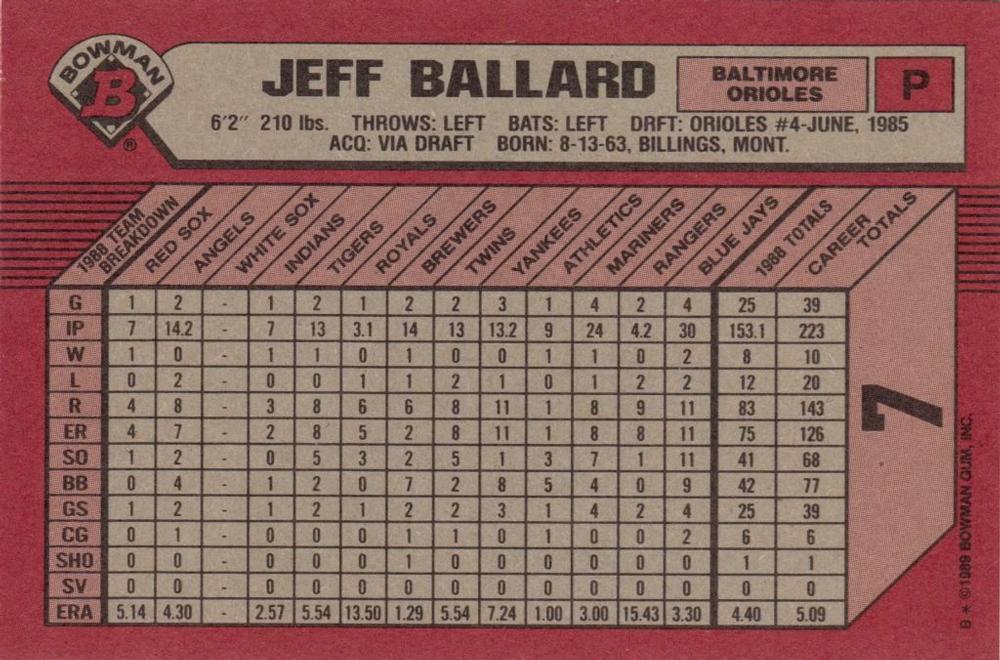 BOWMAN
B
®
JEFF BALLARD
BALTIMORE
ORIOLES
P
6'2" 210 lbs. THROWS: LEFT BATS: LEFT DRFT: ORIOLES #4-JUNE, 1985
ACQ: VIA DRAFT BORN: 8-13-63, BILLINGS, MONT.
1988 TEAM
BREAKDOWN
RED SOX
ANGELS
WHITE SOX
INDIANS
TIGERS
ROYALS
BREWERS
TWINS
YANKEES
ATHLETICS
MARINERS
RANGERS
BLUE JAYS
1988 TOTALS
CAREER
TOTALS
G 1 2 - 1 2 1 2 2 3 1 4 2 4 25 39
IP 7 14.2 - 7 13 3.1 14 13 13.2 9 24 4.2 30 153.1 223
W 1 0 - 1 1 0 1 0 0 1 1 0 2 8 10
L 0 2 - 0 0 1 1 2 1 0 1 2 2 12 20
R 4 8 - 3 8 6 6 8 11 1 8 9 11 83 143
ER 4 7 - 2 8 5 2 8 11 1 8 8 11 75 126
SO 1 2 - 0 5 3 2 5 1 3 7 1 11 41 68
BB 0 4 - 1 2 0 7 2 8 5 4 0 9 42 77
GS 1 2 - 1 2 1 2 2 3 1 4 2 4 25 39
CG 0 1 - 0 0 0 1 1 0 1 0 0 2 6 6
SHO 0 0 - 0 0 0 1 0 0 0 0 0 0 1 1
SV 0 0 - 0 0 0 0 0 0 0 0 0 0 0 0
ERA 5.14 4.30 - 2.57 5.54 13.50 1.29 5.54 7.24 1.00 3.00 15.43 3.30 4.40 5.09
7
B * ©1989 BOWMAN GUM, INC.